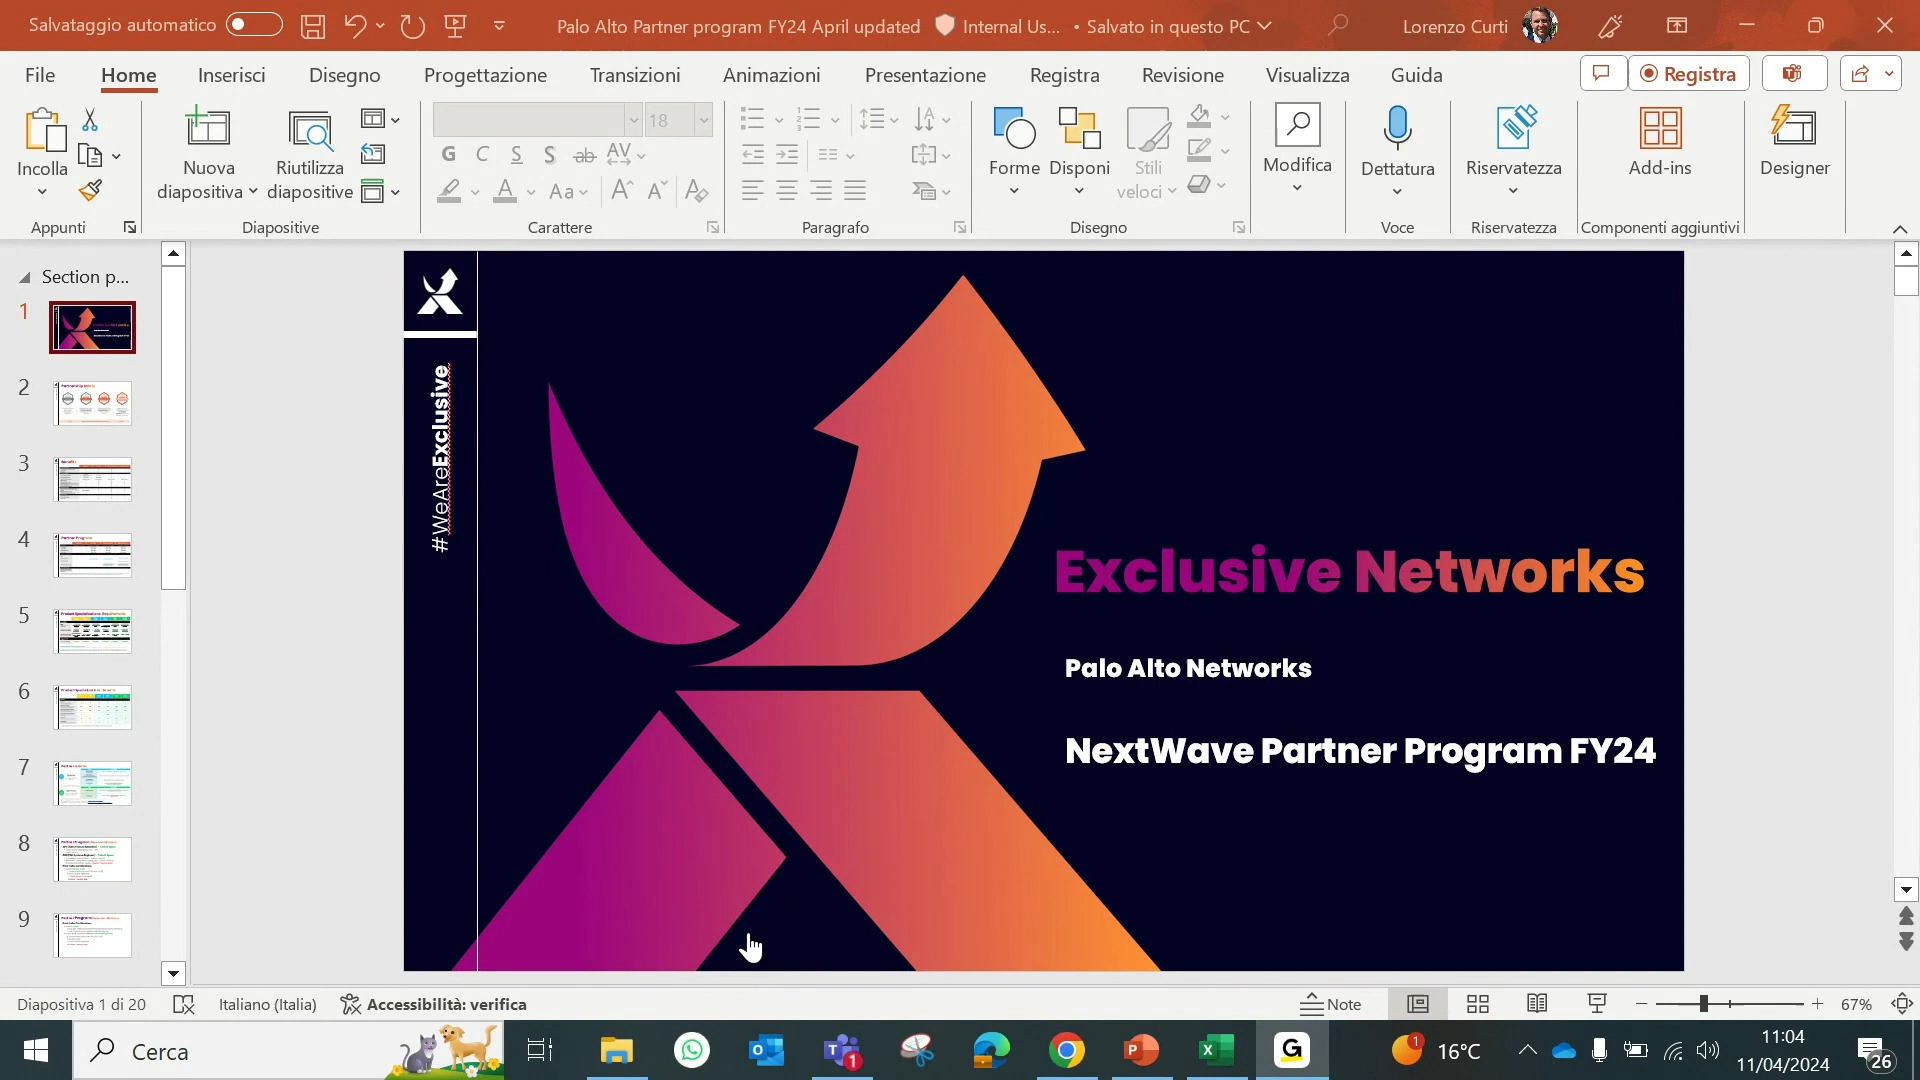 Salvataggio automatico
Palo Alto Partner program FY24 April updated
Internal Us... • Salvato in questo PC
Lorenzo Curti
File Home Inserisci Disegno Progettazione Transizioni Animazioni Presentazione Registra Revisione Visualizza Guida
Registra
Incolla
Nuova diapositiva
Riutilizza diapositive
18
G C S S ab AV
A Aa A A A
Forme
Disponi
Stili veloci
Modifica
Dettatura
Riservatezza
Add-ins
Designer
Appunti
Diapositive
Carattere
Paragrafo
Disegno
Voce
Riservatezza
Componenti aggiuntivi
Section p...
1
2
3
4
5
6
7
8
9
#WeAreExclusive
Exclusive Networks
Palo Alto Networks
NextWave Partner Program FY24
Diapositiva 1 di 20
Italiano (Italia)
Accessibilità: verifica
Note
67%
Cerca
1
G
1
16°C
11:04
11/04/2024
26